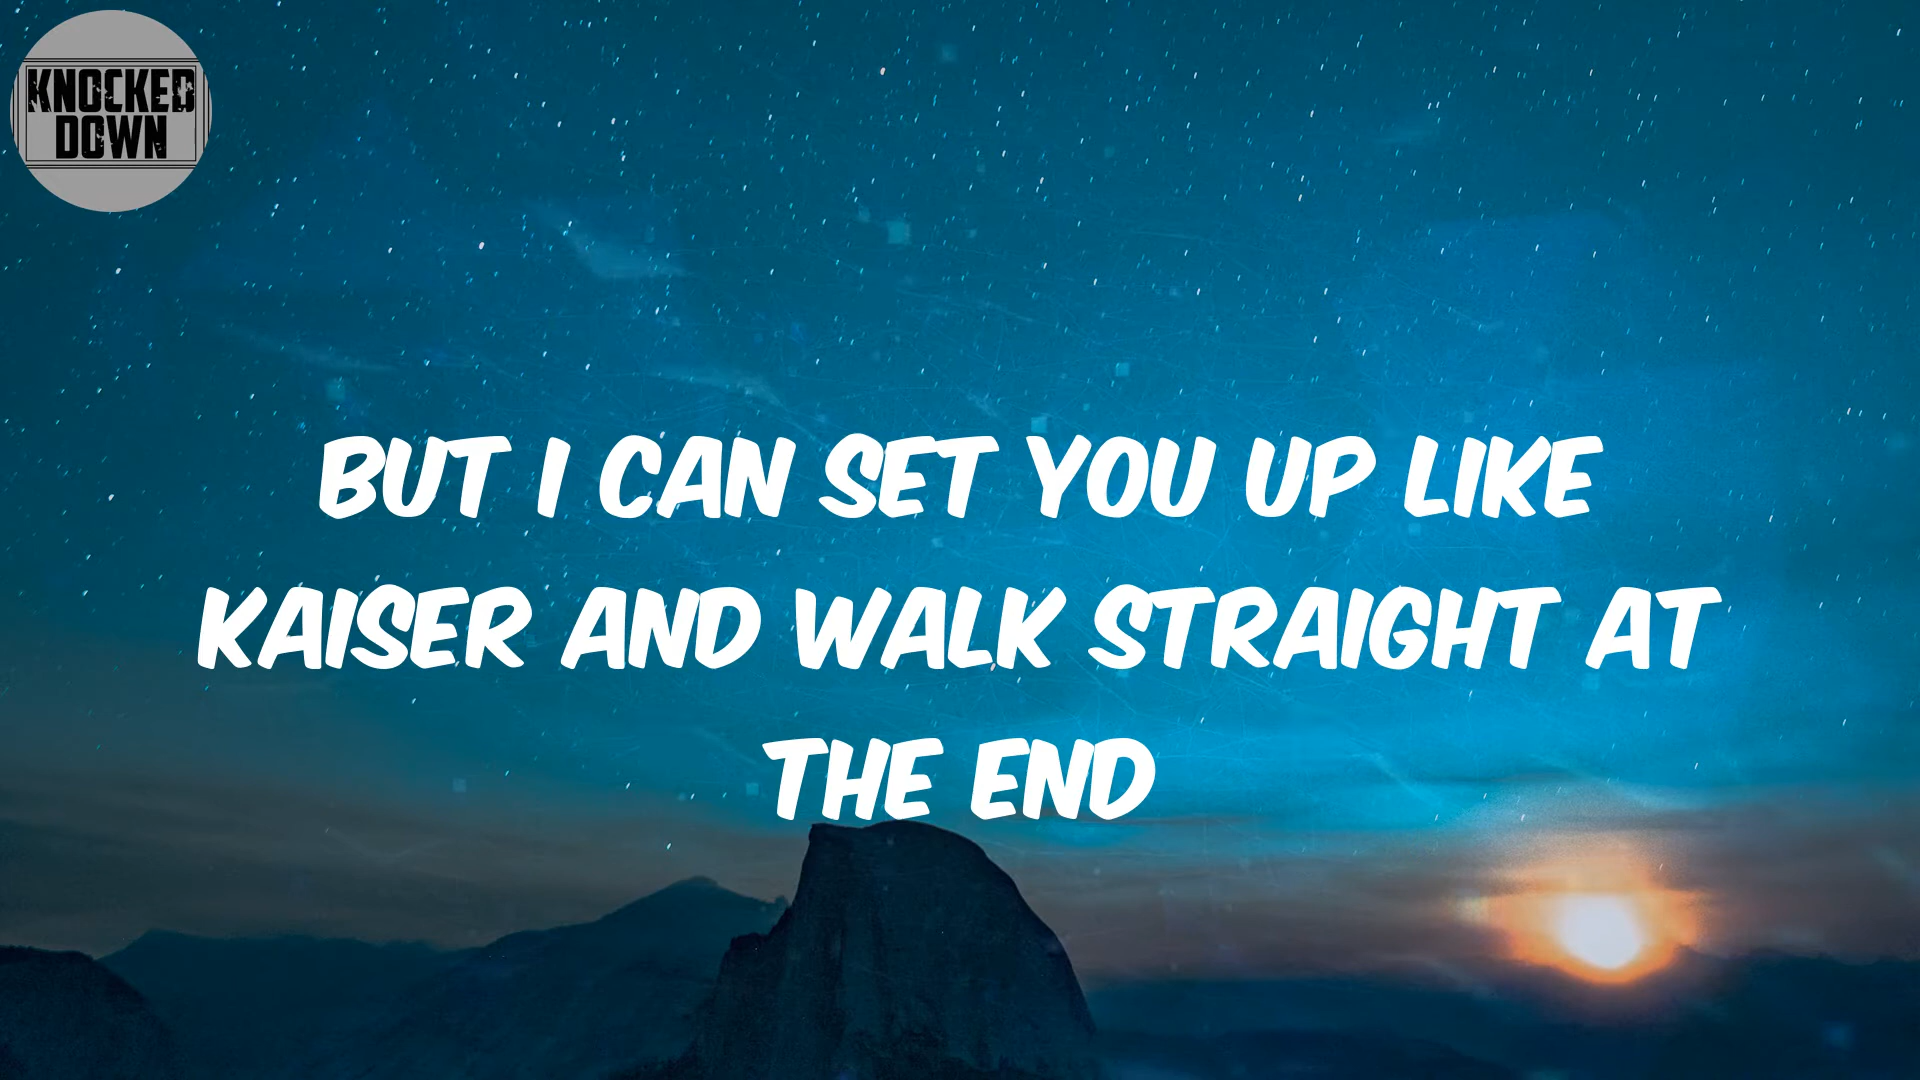 KNOCKED
DOWN
BUT I CAN SET YOU UP LIKE
KAISER AND WALK STRAIGHT AT
THE END